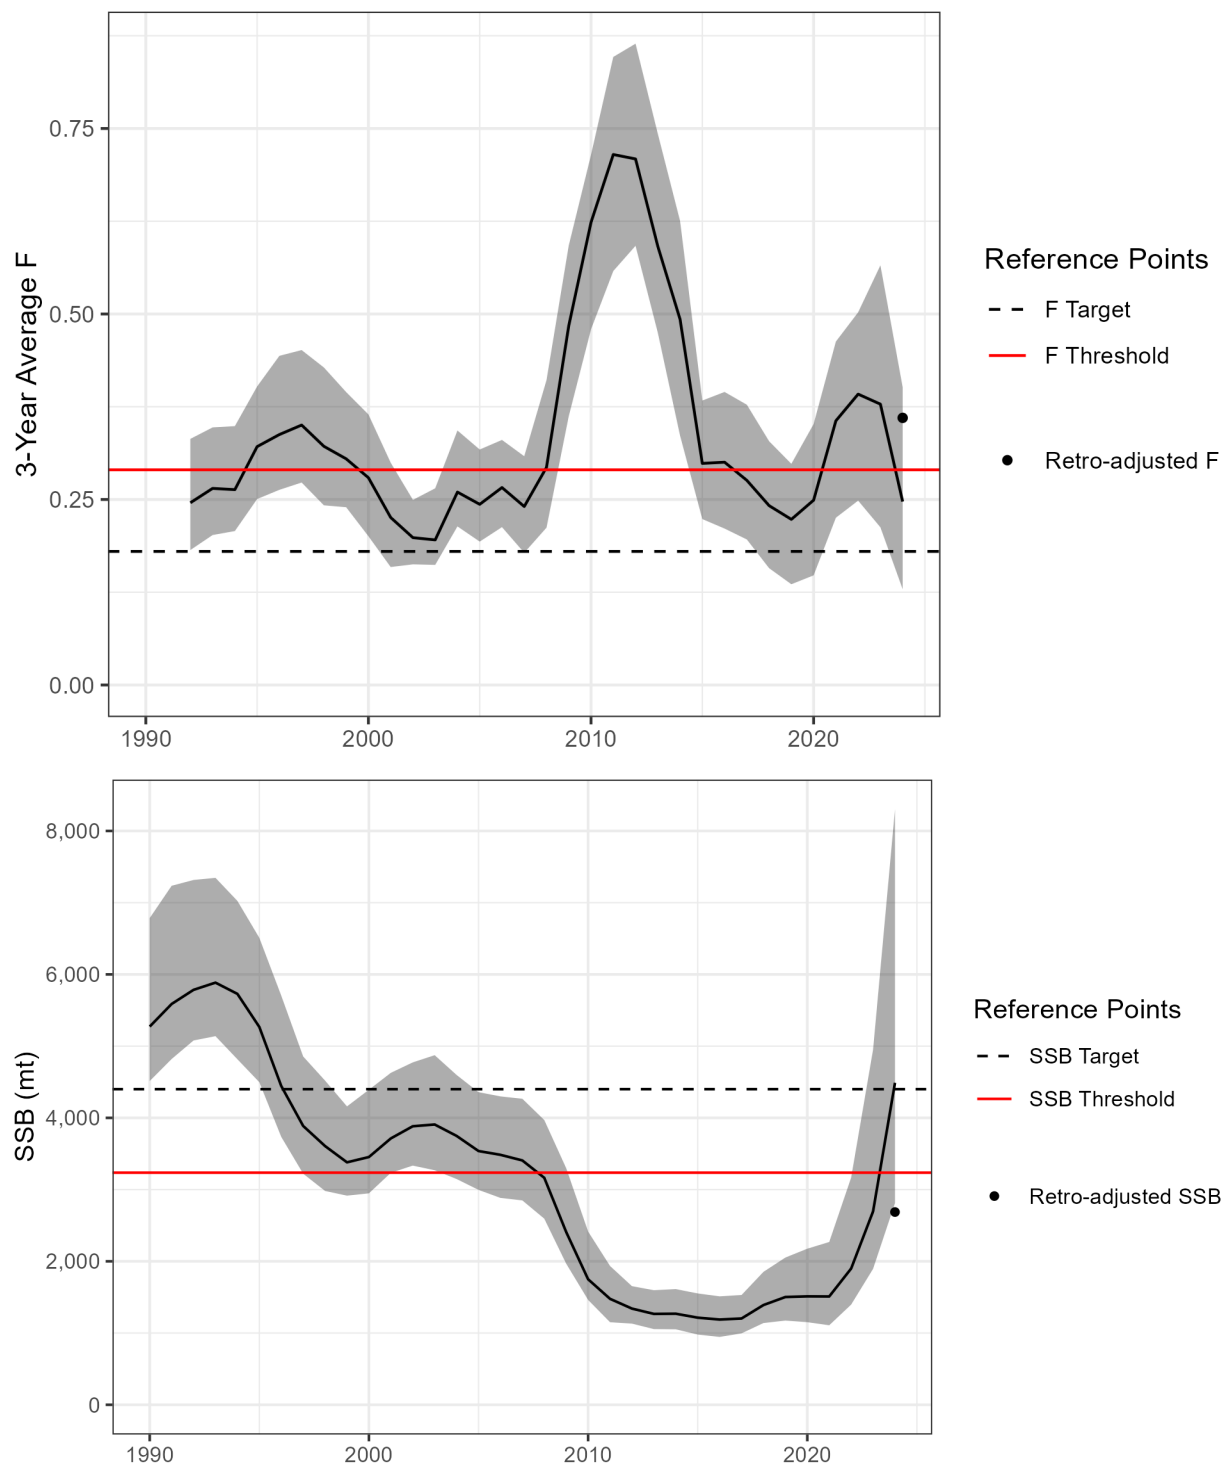 3-Year Average F
0.75
0.50
0.25
0.00
1990
2000
2010
2020
Reference Points
F Target
F Threshold
Retro-adjusted F
SSB (mt)
8,000
6,000
4,000
2,000
0
1990
2000
2010
2020
Reference Points
SSB Target
SSB Threshold
Retro-adjusted SSB